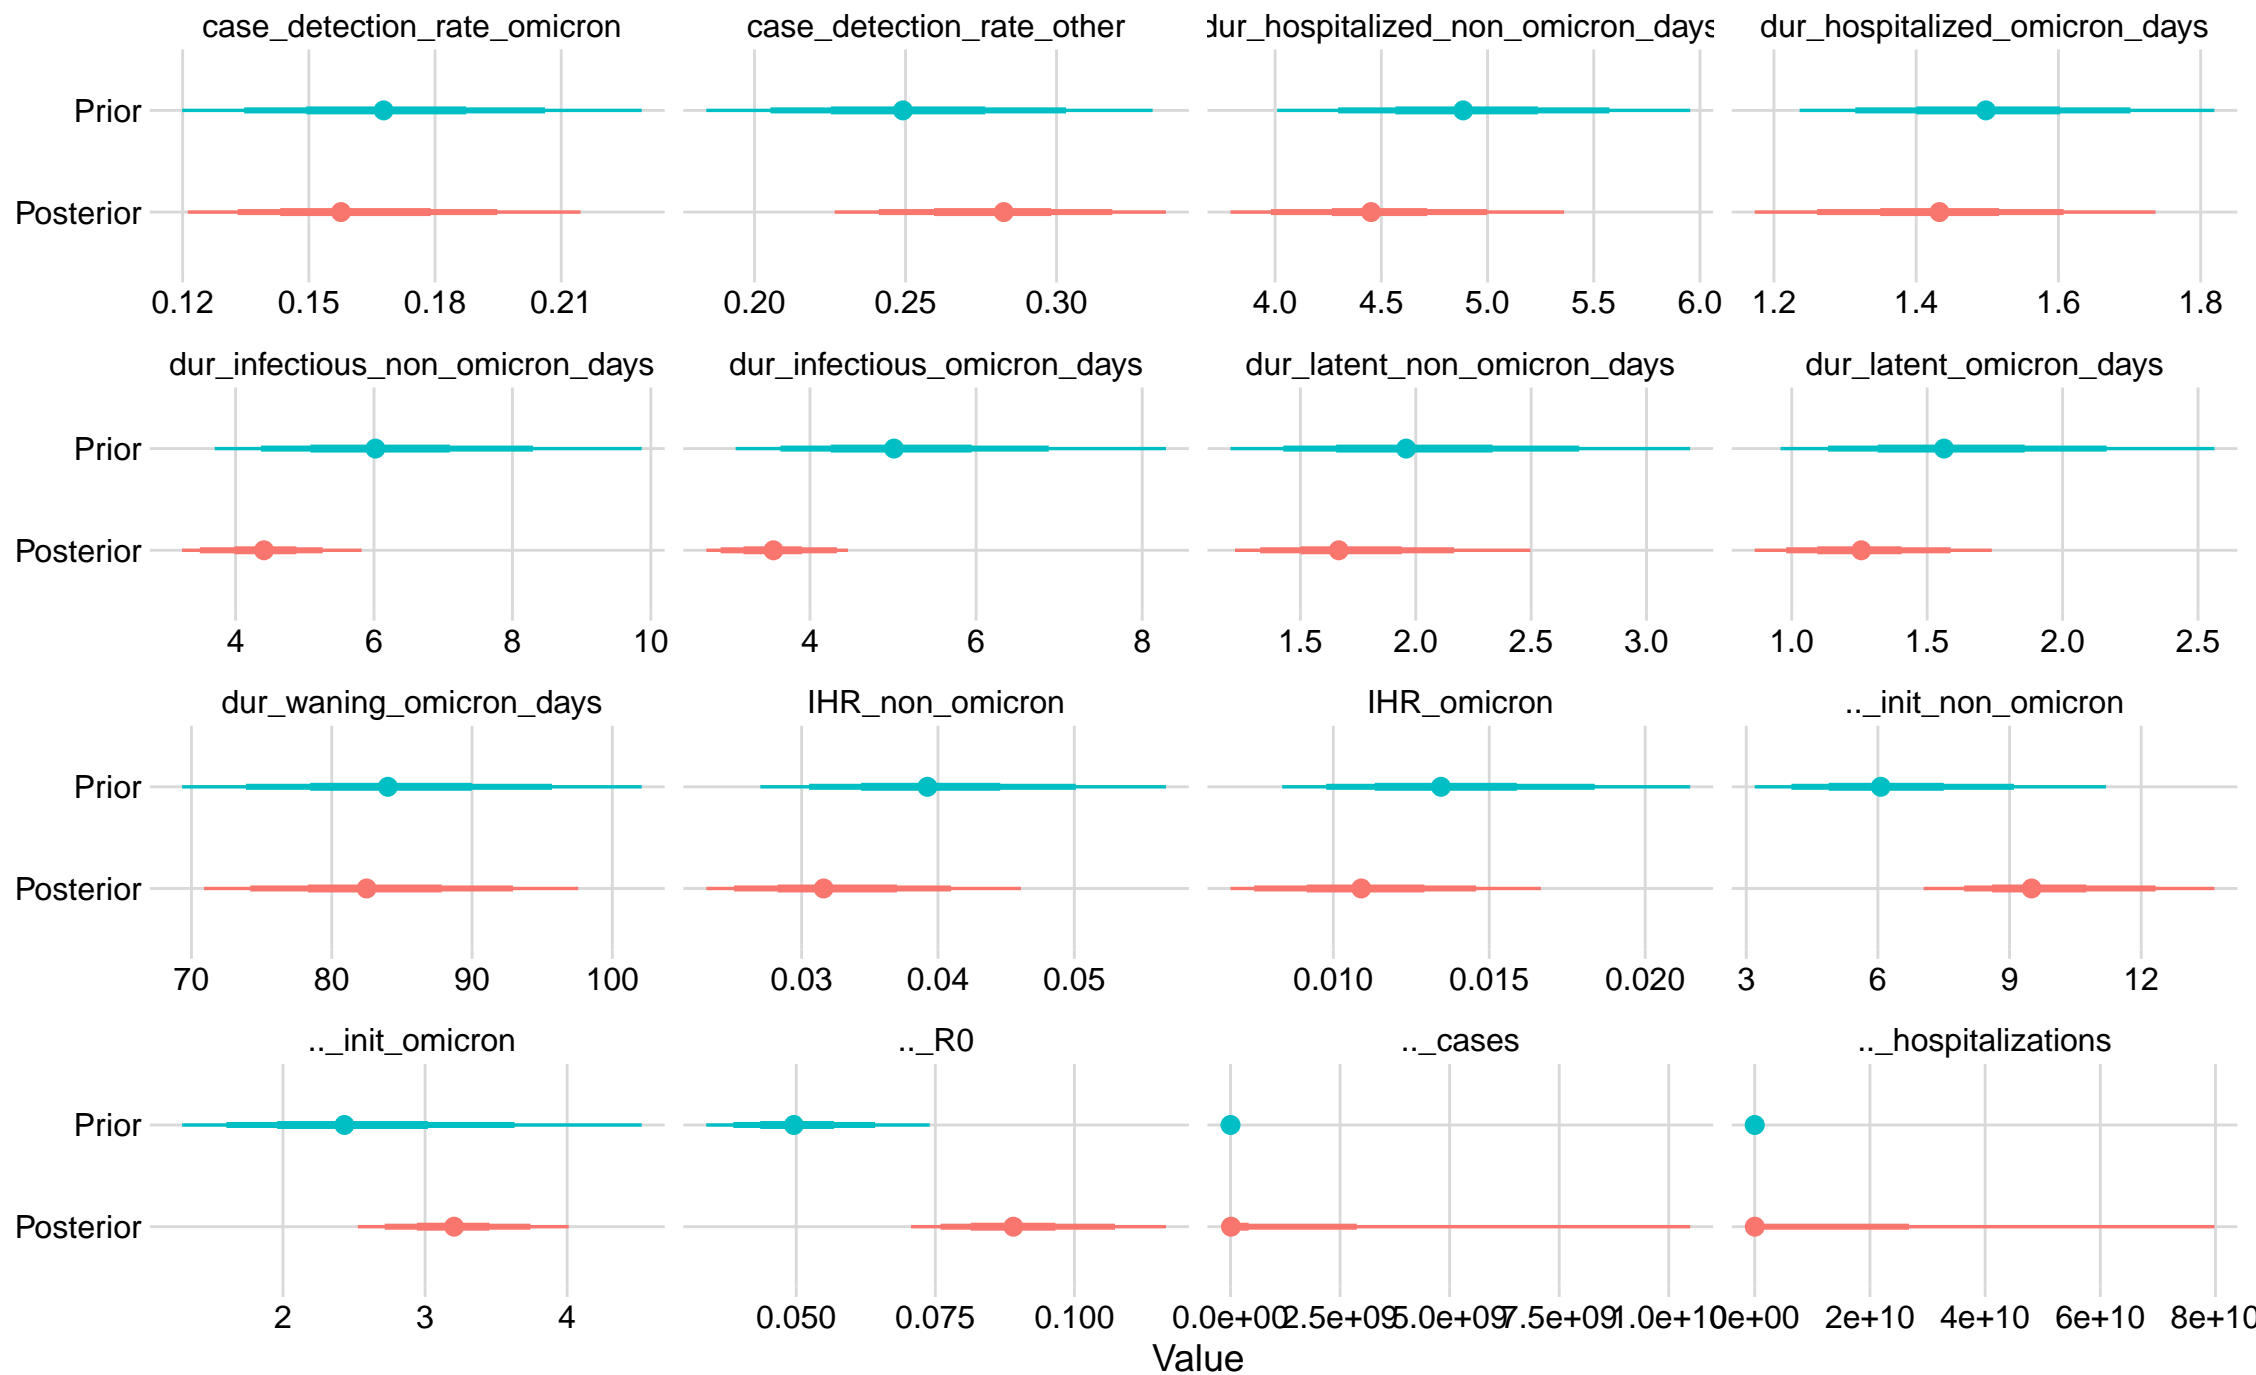 case_detection_rate_omicron case_detection_rate_other dur_hospitalized_non_omicron_days dur_hospitalized_omicron_days
Prior
Posterior
0.12 0.15 0.18 0.21 0.20 0.25 0.30 4.0 4.5 5.0 5.5 6.0 1.2 1.4 1.6 1.8
dur_infectious_non_omicron_days dur_infectious_omicron_days dur_latent_non_omicron_days dur_latent_omicron_days
Prior
Posterior
4 6 8 10 4 6 8 1.5 2.0 2.5 3.0 1.0 1.5 2.0 2.5
dur_waning_omicron_days IHR_non_omicron IHR_omicron .._init_non_omicron
Prior
Posterior
70 80 90 100 0.03 0.04 0.05 0.010 0.015 0.020 3 6 9 12
.._init_omicron .._R0 .._cases .._hospitalizations
Prior
Posterior
2 3 4 0.050 0.075 0.100 0.0e+00 2.5e+09 5.0e+09 7.5e+09 1.0e+10 0e+00 2e+10 4e+10 6e+10 8e+10
Value